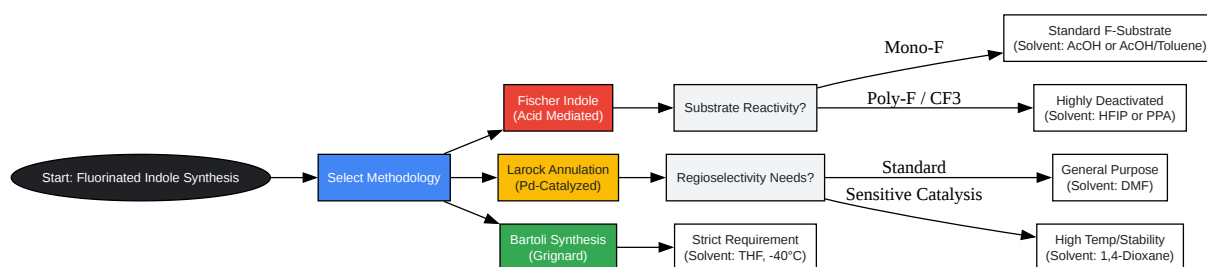 Start: Fluorinated Indole Synthesis
Select Methodology
Fischer Indole
(Acid Mediated)
Substrate Reactivity?
Mono-F
Standard F-Substrate
(Solvent: AcOH or AcOH/Toluene)
Poly-F / CF3
Highly Deactivated
(Solvent: HFIP or PPA)
Larock Annulation
(Pd-Catalyzed)
Regioselectivity Needs?
Standard
General Purpose
(Solvent: DMF)
Sensitive Catalysis
High Temp/Stability
(Solvent: 1,4-Dioxane)
Bartoli Synthesis
(Grignard)
Strict Requirement
(Solvent: THF, -40°C)